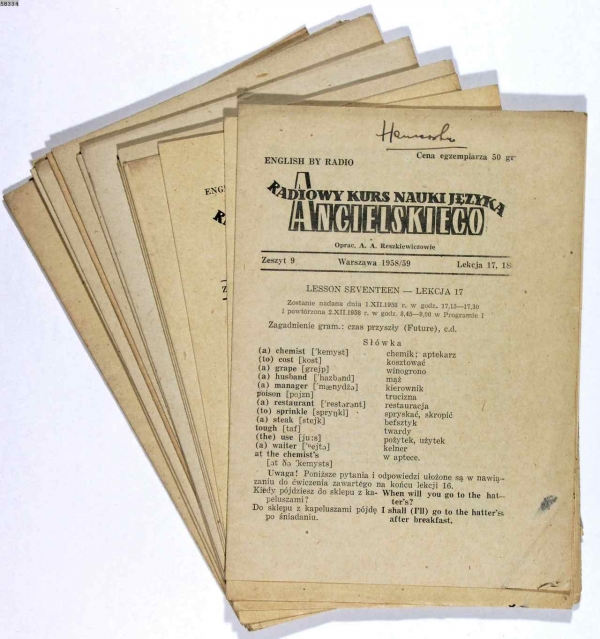 58334
ENGLISH BY RADIO
Cena egzemplarza 50 gr
RADIOWY KURS NAUKI JĘZYKA
ANGIELSKIEGO
Oprac. A. A. Reszkiewiczowie
Zeszyt 9 Warszawa 1958/59 Lekcja 17, 18
LESSON SEVENTEEN — LEKCJA 17
Zostanie nadana dnia 1.XII.1958 r. w godz. 17,15—17,30
i powtórzona 2.XII.1958 r. w godz. 8,45—9,00 w Programie I
Zagadnienie gram.: czas przyszły (Future), c.d.
Słówka
(a) chemist ['kemyst] chemik; aptekarz
(to) cost [kost] kosztować
(a) grape [grejp] winogrono
(a) husband ['hazbənd] mąż
(a) manager ['mænydżə] kierownik
poison [pojzn] trucizna
(a) restaurant ['restərənt] restauracja
(to) sprinkle [spryŋkl] spryskać, skropić
(a) steak [stejk] befsztyk
tough [taf] twardy
(the) use [ju:s] pożytek, użytek
(a) waiter ['ᵘejtə] kelner
at the chemist's w aptece.
[ət ðə 'kemysts]
Uwaga! Poniższe pytania i odpowiedzi ułożone są w nawią-
zaniu do ćwiczenia zawartego na końcu lekcji 16.
Kiedy pójdziesz do sklepu z ka- When will you go to the hat-
peluszami? ter's?
Do sklepu z kapeluszami pójdę I shall (I'll) go to the hatter's
po śniadaniu. after breakfast.